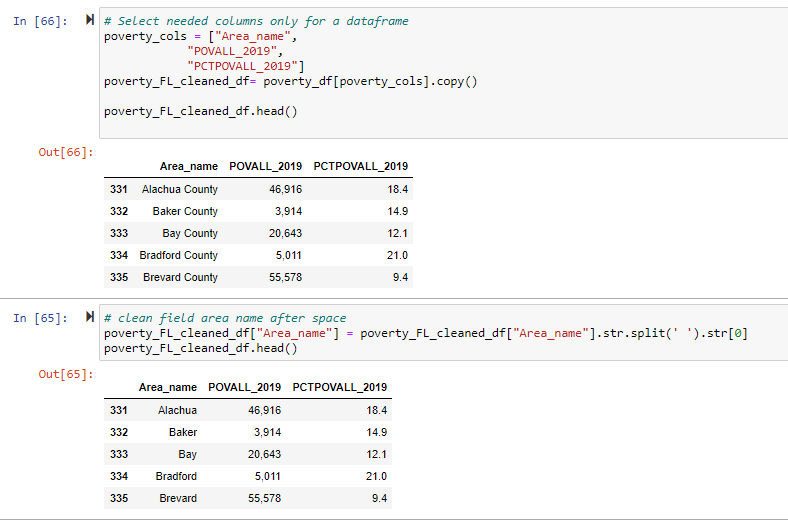 In [66]: # Select needed columns only for a dataframe
poverty_cols = ["Area_name",
"POVALL_2019",
"PCTPOVALL_2019"]
poverty_FL_cleaned_df= poverty_df[poverty_cols].copy()
poverty_FL_cleaned_df.head()
Out[66]:
Area_name POVALL_2019 PCTPOVALL_2019
331 Alachua County 46,916 18.4
332 Baker County 3,914 14.9
333 Bay County 20,643 12.1
334 Bradford County 5,011 21.0
335 Brevard County 55,578 9.4
In [65]: # clean field area name after space
poverty_FL_cleaned_df["Area_name"] = poverty_FL_cleaned_df["Area_name"].str.split(' ').str[0]
poverty_FL_cleaned_df.head()
Out[65]:
Area_name POVALL_2019 PCTPOVALL_2019
331 Alachua 46,916 18.4
332 Baker 3,914 14.9
333 Bay 20,643 12.1
334 Bradford 5,011 21.0
335 Brevard 55,578 9.4